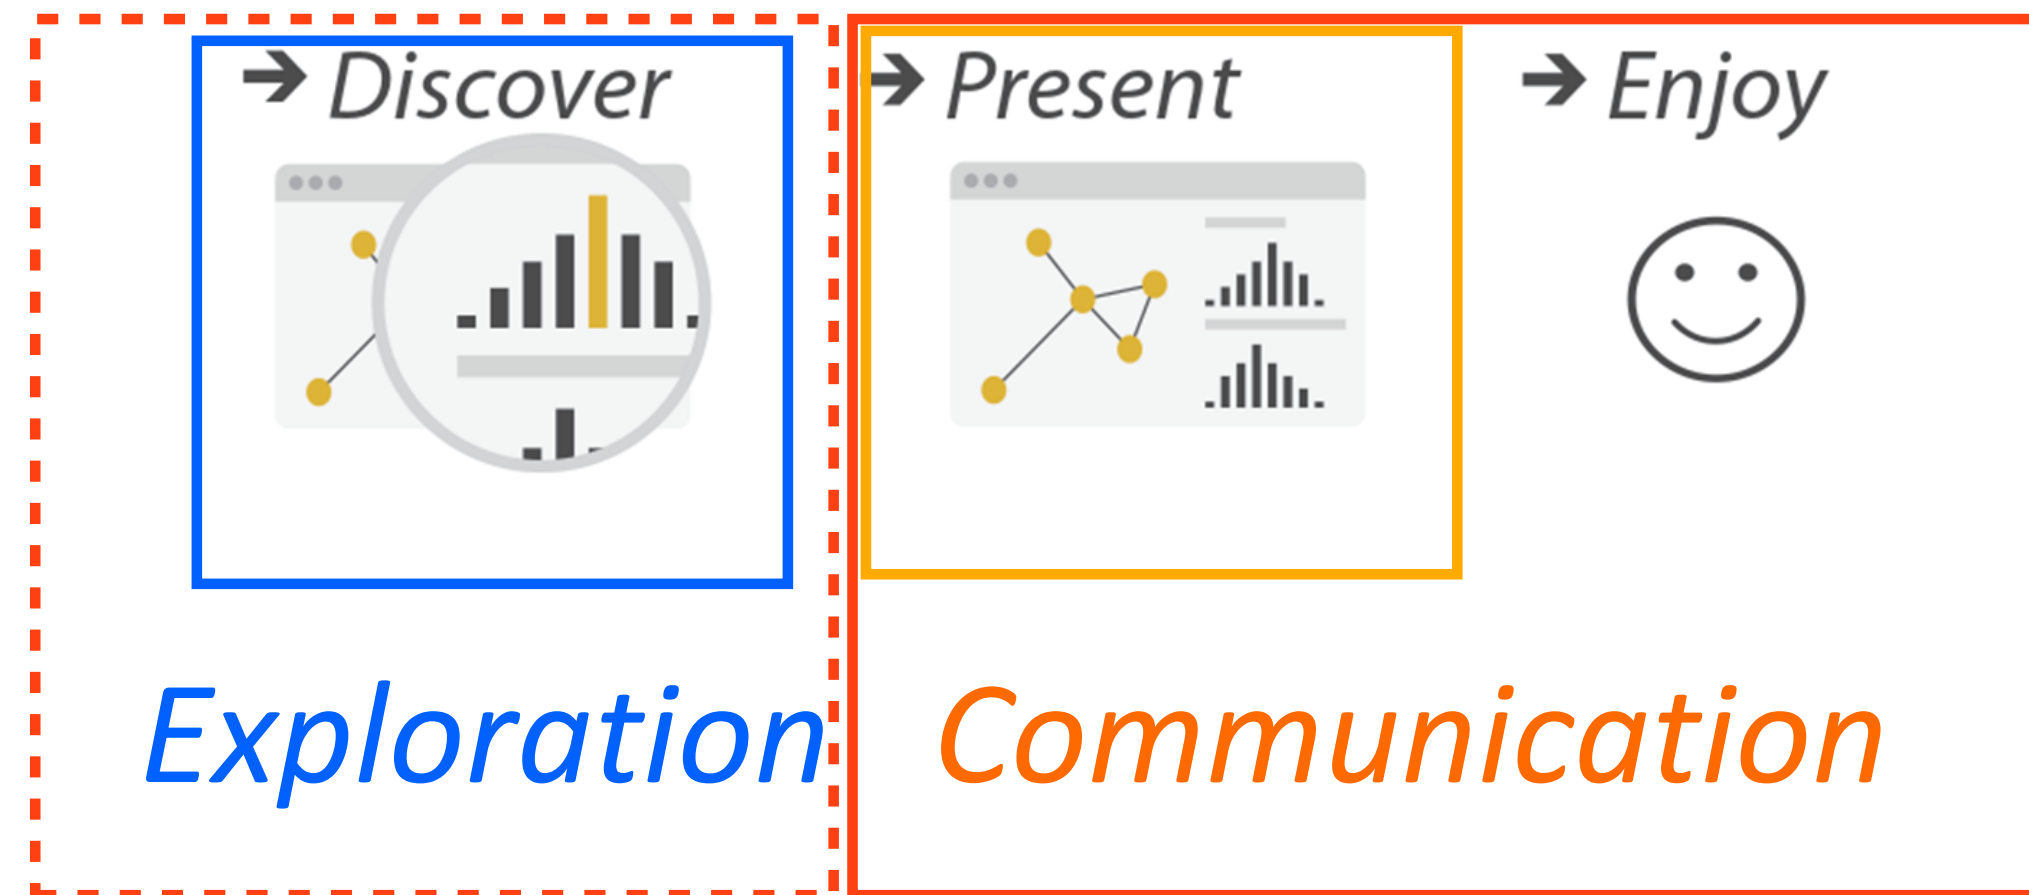 ➔ Discover
➔ Present
➔ Enjoy
Exploration
Communication